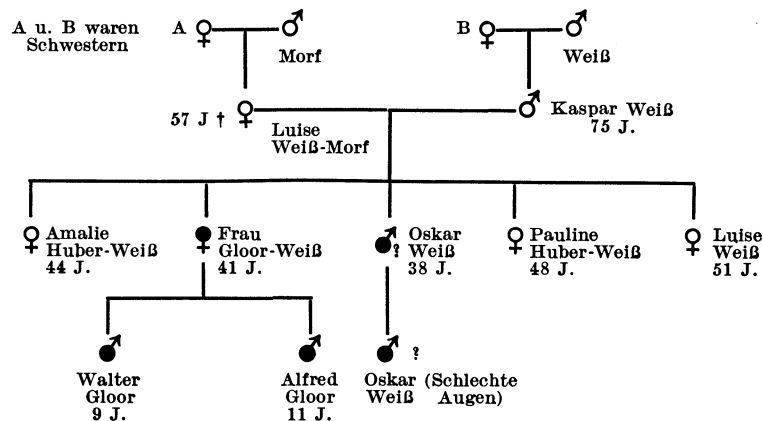 A u. B waren
Schwestern
A
Morf
B
Weiß
57 J †
Luise
Weiß-Morf
Kaspar Weiß
75 J.
Amalie
Huber-Weiß
44 J.
Frau
Gloor-Weiß
41 J.
?
Oskar
Weiß
38 J.
Pauline
Huber-Weiß
48 J.
Luise
Weiß
51 J.
Walter
Gloor
9 J.
Alfred
Gloor
11 J.
?
Oskar (Schlechte
Weiß Augen)